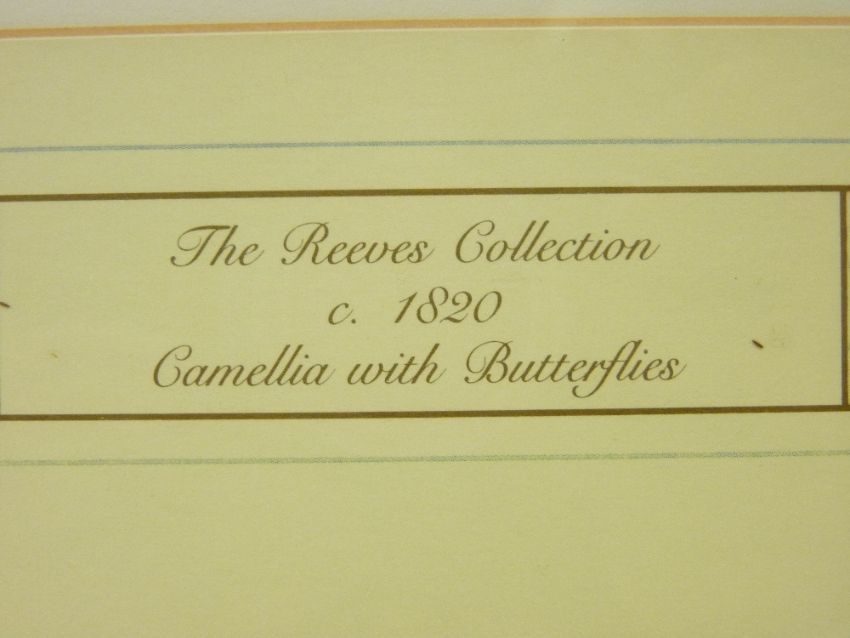 The Reeves Collection
c. 1820
Camellia with Butterflies